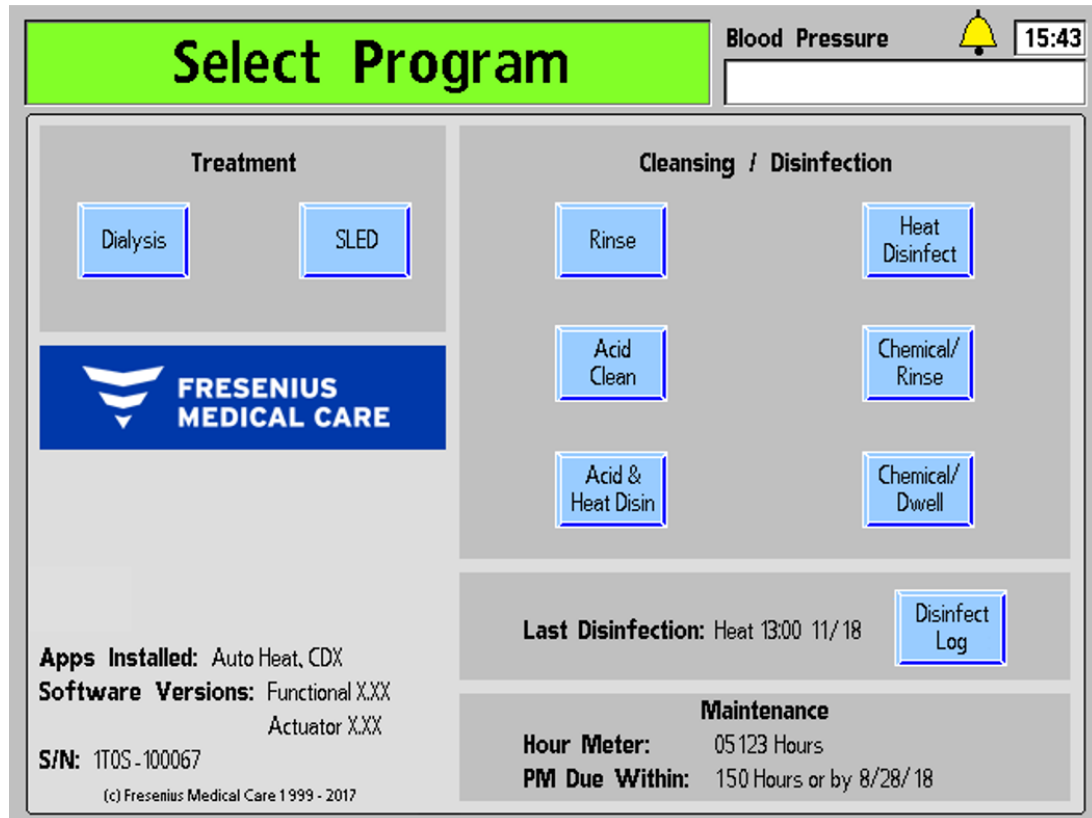 Select Program
Blood Pressure
15:43
Treatment
Dialysis
SLED
FRESENIUS
MEDICAL CARE
Apps Installed: Auto Heat, CDX
Software Versions: Functional X.XX
Actuator X.XX
S/N: 1T0S-100067
(c) Fresenius Medical Care 1999 - 2017
Cleansing / Disinfection
Rinse
Heat
Disinfect
Acid
Clean
Chemical/
Rinse
Acid &
Heat Disin
Chemical/
Dwell
Last Disinfection: Heat 13:00 11/18
Disinfect
Log
Maintenance
Hour Meter: 05123 Hours
PM Due Within: 150 Hours or by 8/28/18